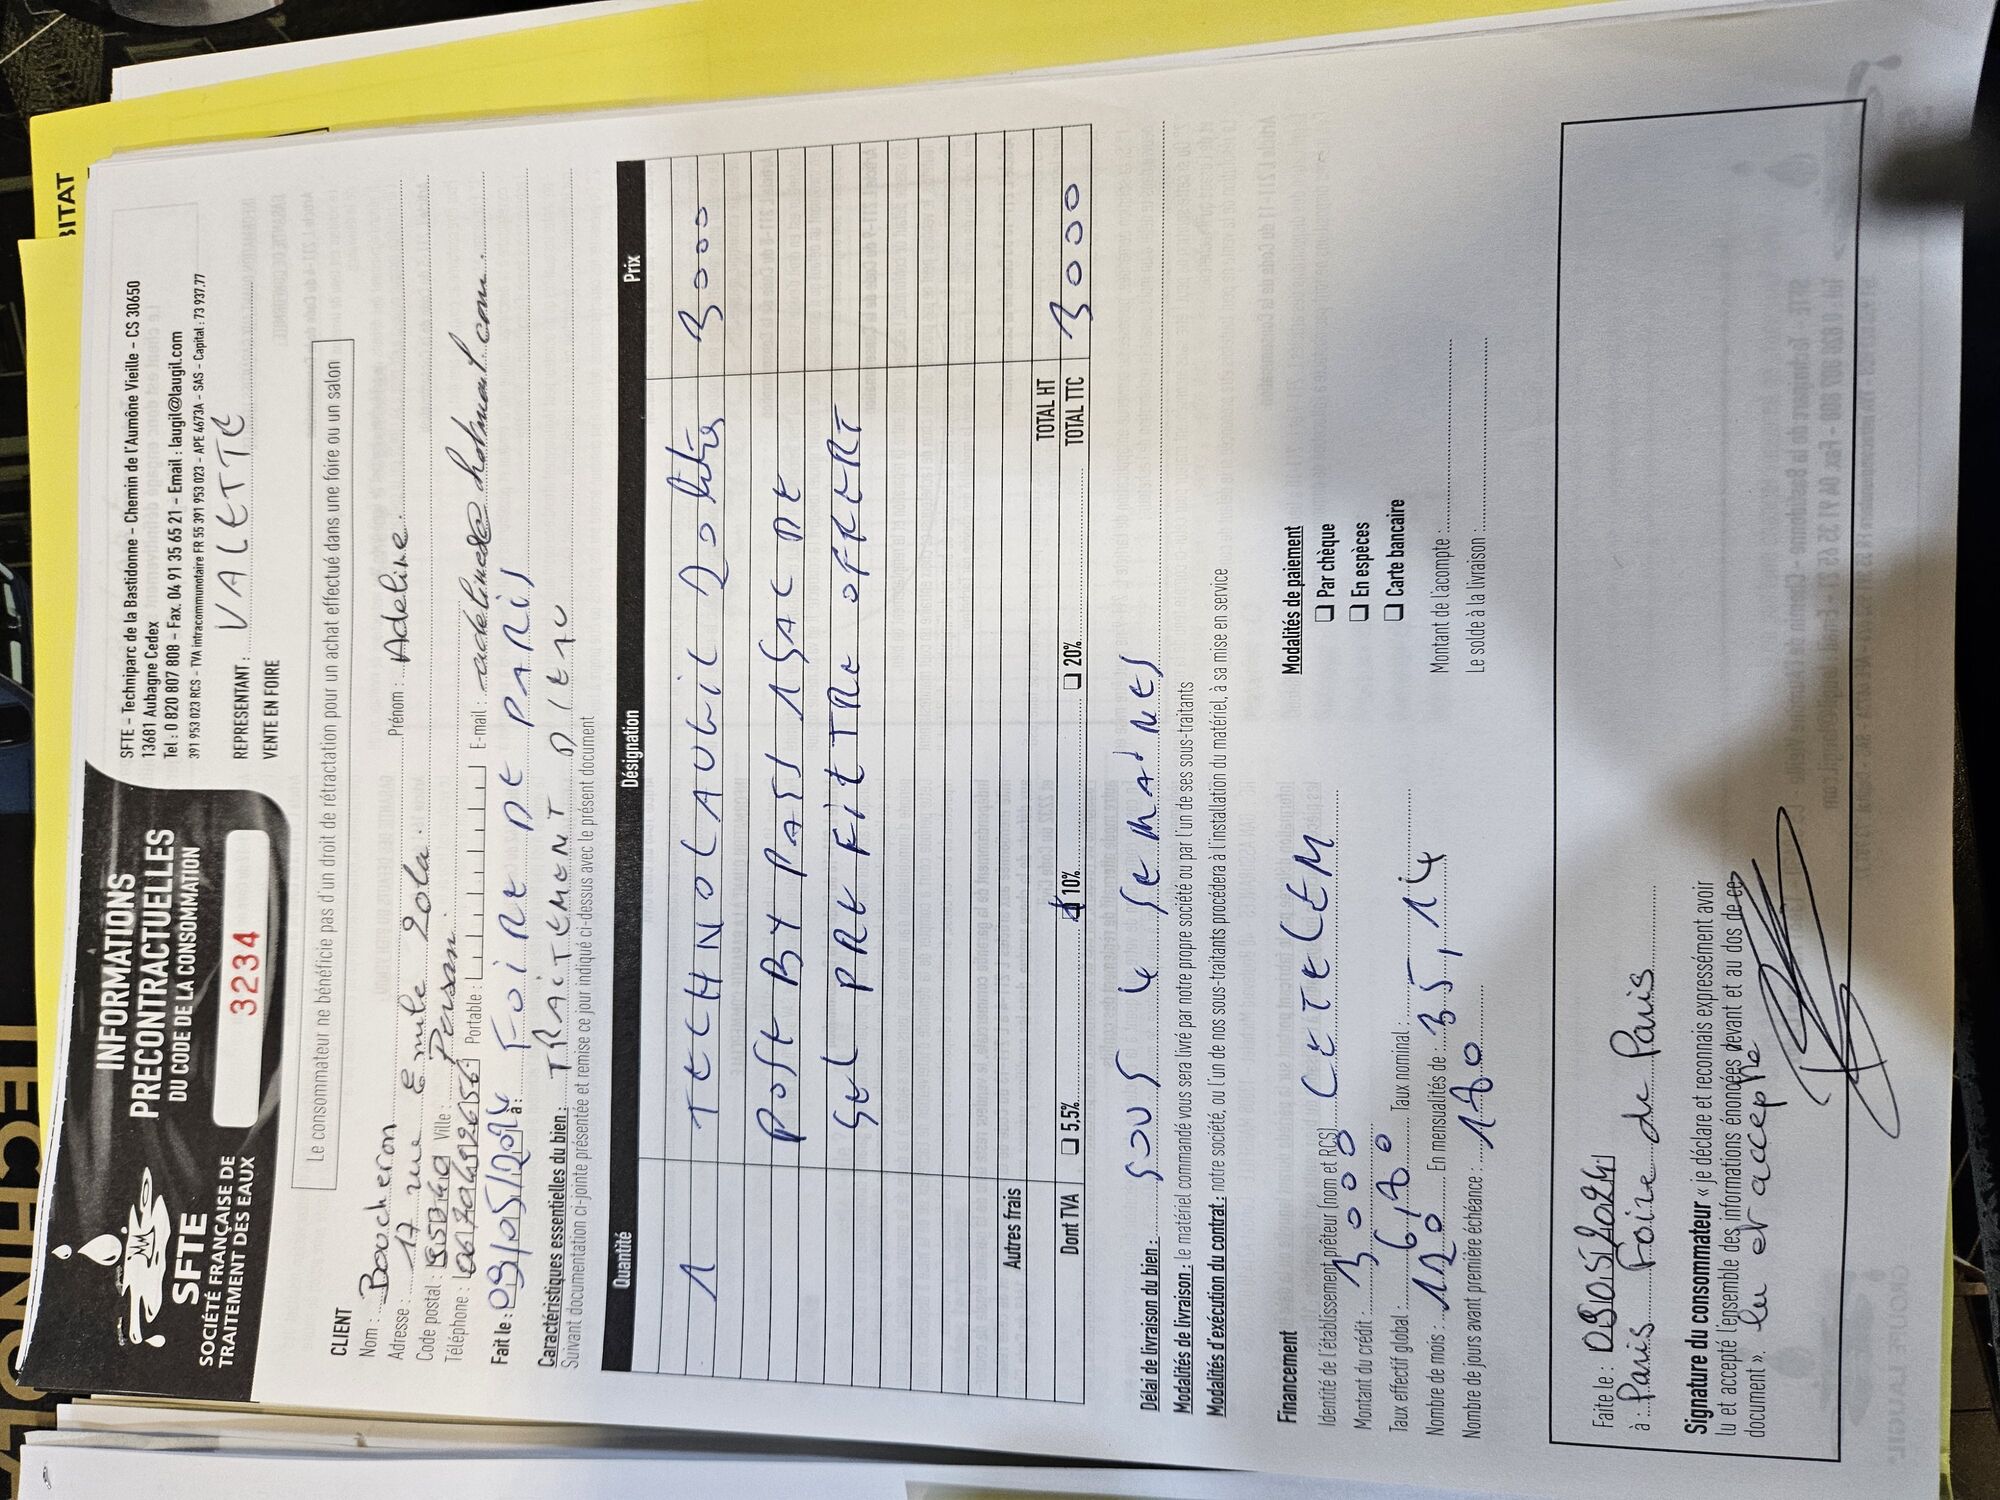 INFORMATIONS
PRECONTRACTUELLES
DU CODE DE LA CONSOMMATION
3234
SFTE
SOCIÉTÉ FRANÇAISE DE
TRAITEMENT DES EAUX
SFTE – Techniparc de la Bastidonne – Chemin de l'Aumône Vieille – CS 30650
13681 Aubagne Cedex
Tel : 0 820 807 808 – Fax. 04 91 35 65 21 – Email : laugil@laugil.com
391 953 023 RCS – TVA intracommunautaire FR 55 391 953 023 – APE 4673A – SAS – Capital : 73 937,77
REPRESENTANT : VALETTE
VENTE EN FOIRE
Le consommateur ne bénéficie pas d'un droit de rétractation pour un achat effectué dans une foire ou un salon
CLIENT
Nom : Boucheron Prénom : Adeline
Adresse : 17 rue Emile Zola
Code postal : 95340 Ville : Persan
Téléphone : Portable : E-mail :
Fait le : 09/05/2024 à : FOIRE DE PARIS
Caractéristiques essentielles du bien : TRAITEMENT D'EAU
Suivant documentation ci-jointe présentée et remise ce jour indiqué ci-dessus avec le présent document
Quantité Désignation Prix
1 TECHNOLAUGIL 20 litres 3000
POSE BY PASS 1 SAC DE
SEL PRE FILTRE OFFERT
Autres frais TOTAL HT
Dont TVA 5,5% 10% 20% TOTAL TTC 3000
Délai de livraison du bien : SOUS 4 SEMAINES
Modalités de livraison : le matériel commandé vous sera livré par notre propre société ou par l'un de ses sous-traitants
Modalités d'exécution du contrat : notre société, ou l'un de nos sous-traitants procédera à l'installation du matériel, à sa mise en service
Financement
Identité de l'établissement prêteur (nom et RCS) CETELEM
Montant du crédit : 3000
Taux effectif global : Taux nominal :
Nombre de mois : 120 En mensualités de : 35,14
Nombre de jours avant première échéance : 180
Modalités de paiement
Par chèque
En espèces
Carte bancaire
Montant de l'acompte :
Le solde à la livraison :
Faite le : 09052024
à : Paris Foire de Paris
Signature du consommateur « je déclare et reconnais expressément avoir
lu et accepté l'ensemble des informations énoncées devant et au dos de ce
document ». lu et accepté